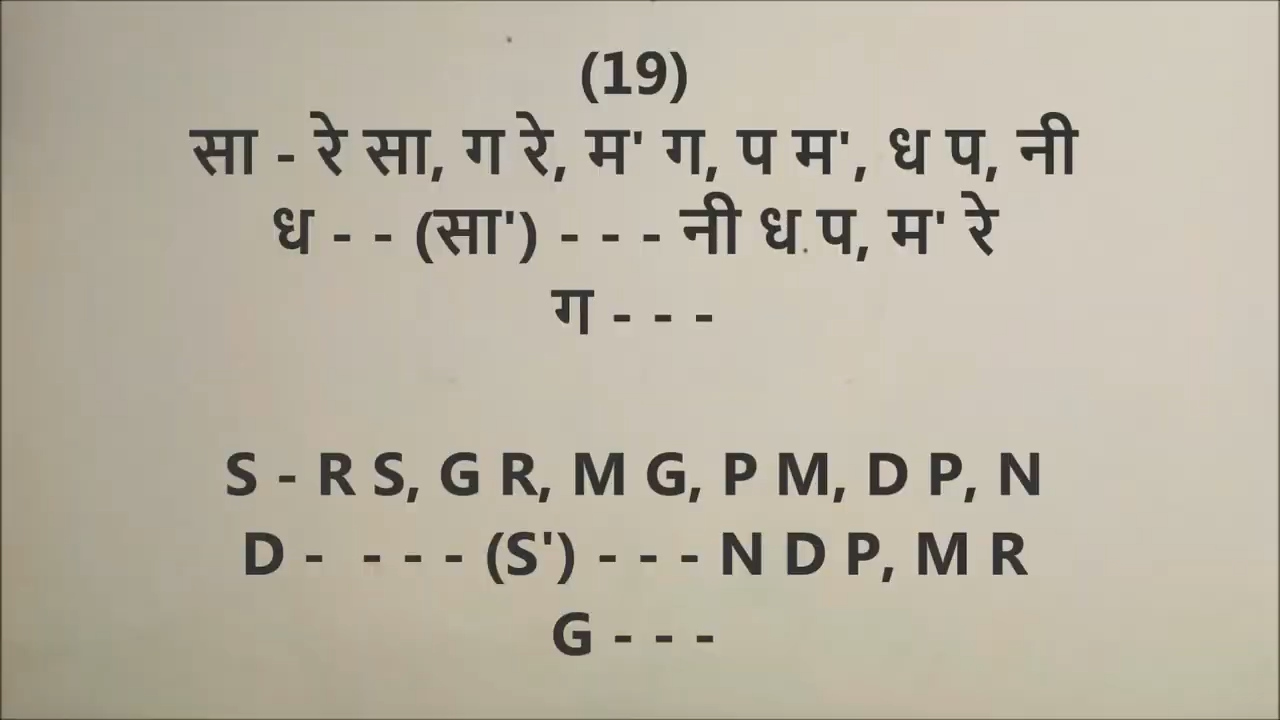 (19)
सा - रे सा, ग रे, म' ग, प म', ध प, नी
ध - - (सा') - - - नी ध प, म' रे
ग - - -
S - R S, G R, M G, P M, D P, N
D -  - - - (S') - - - N D P, M R
G - - -